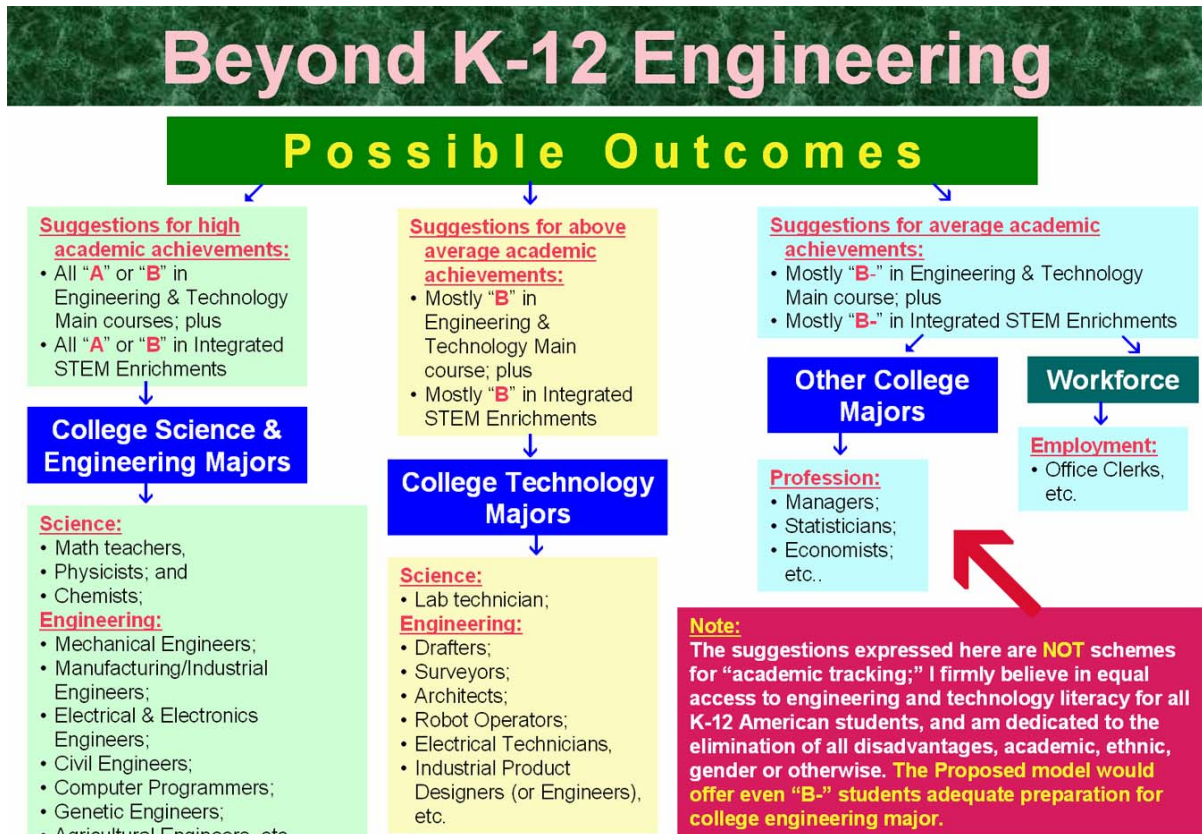 Beyond K-12 Engineering
Possible Outcomes
Suggestions for high
academic achievements:
• All “A” or “B” in
Engineering & Technology
Main courses; plus
• All “A” or “B” in Integrated
STEM Enrichments
College Science &
Engineering Majors
Science:
• Math teachers,
• Physicists; and
• Chemists;
Engineering:
• Mechanical Engineers;
• Manufacturing/Industrial
Engineers;
• Electrical & Electronics
Engineers;
• Civil Engineers;
• Computer Programmers;
• Genetic Engineers;
• Agricultural Engineers, etc.
Suggestions for above
average academic
achievements:
• Mostly “B” in
Engineering &
Technology Main
course; plus
• Mostly “B” in Integrated
STEM Enrichments
College Technology
Majors
Science:
• Lab technician;
Engineering:
• Drafters;
• Surveyors;
• Architects;
• Robot Operators;
• Electrical Technicians,
• Industrial Product
Designers (or Engineers),
etc.
Suggestions for average academic
achievements:
• Mostly “B-” in Engineering & Technology
Main course; plus
• Mostly “B-” in Integrated STEM Enrichments
Other College
Majors
Profession:
• Managers;
• Statisticians;
• Economists;
etc..
Workforce
Employment:
• Office Clerks,
etc.
Note:
The suggestions expressed here are NOT schemes
for “academic tracking;” I firmly believe in equal
access to engineering and technology literacy for all
K-12 American students, and am dedicated to the
elimination of all disadvantages, academic, ethnic,
gender or otherwise. The Proposed model would
offer even “B-” students adequate preparation for
college engineering major.